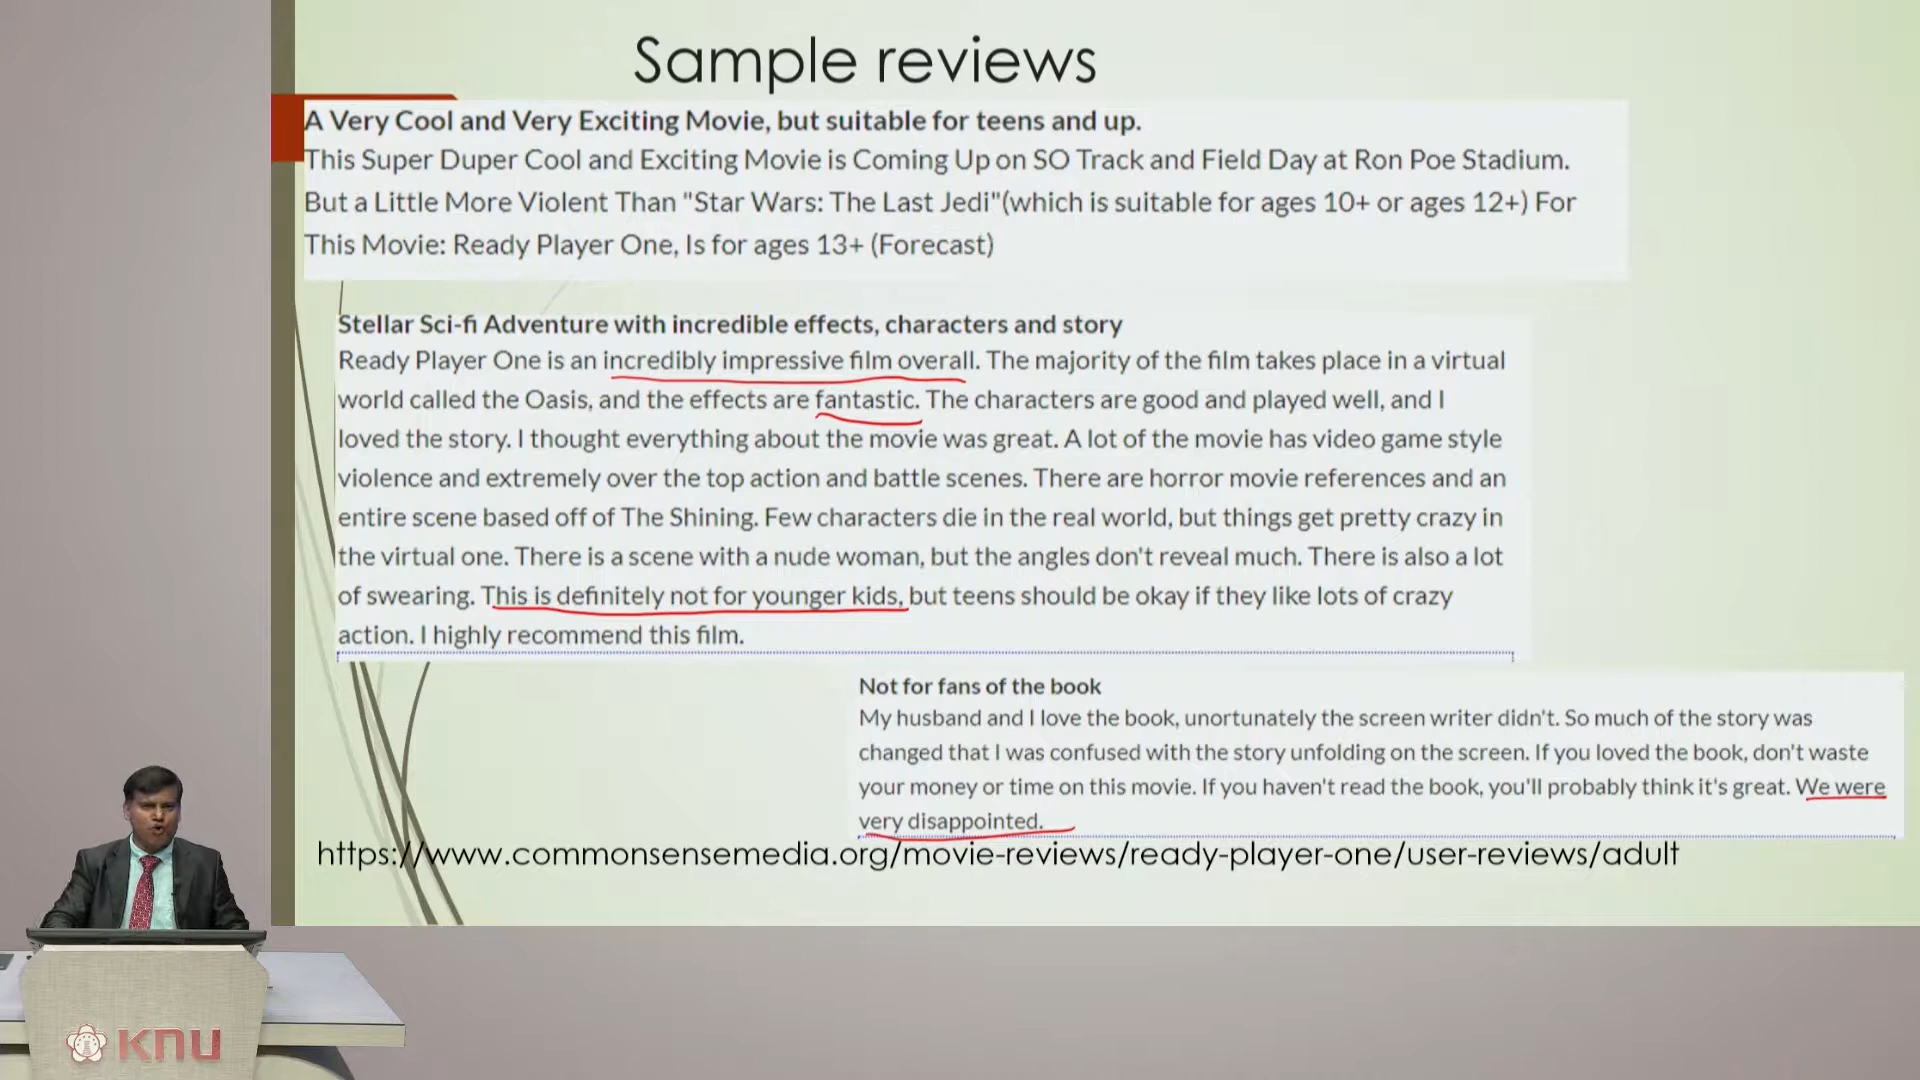 Sample reviews
A Very Cool and Very Exciting Movie, but suitable for teens and up.
This Super Duper Cool and Exciting Movie is Coming Up on SO Track and Field Day at Ron Poe Stadium.
But a Little More Violent Than "Star Wars: The Last Jedi"(which is suitable for ages 10+ or ages 12+) For
This Movie: Ready Player One, Is for ages 13+ (Forecast)
Stellar Sci-fi Adventure with incredible effects, characters and story
Ready Player One is an incredibly impressive film overall. The majority of the film takes place in a virtual
world called the Oasis, and the effects are fantastic. The characters are good and played well, and I
loved the story. I thought everything about the movie was great. A lot of the movie has video game style
violence and extremely over the top action and battle scenes. There are horror movie references and an
entire scene based off of The Shining. Few characters die in the real world, but things get pretty crazy in
the virtual one. There is a scene with a nude woman, but the angles don't reveal much. There is also a lot
of swearing. This is definitely not for younger kids, but teens should be okay if they like lots of crazy
action. I highly recommend this film.
Not for fans of the book
My husband and I love the book, unortunately the screen writer didn't. So much of the story was
changed that I was confused with the story unfolding on the screen. If you loved the book, don't waste
your money or time on this movie. If you haven't read the book, you'll probably think it's great. We were
very disappointed.
https://www.commonsensemedia.org/movie-reviews/ready-player-one/user-reviews/adult
KNU